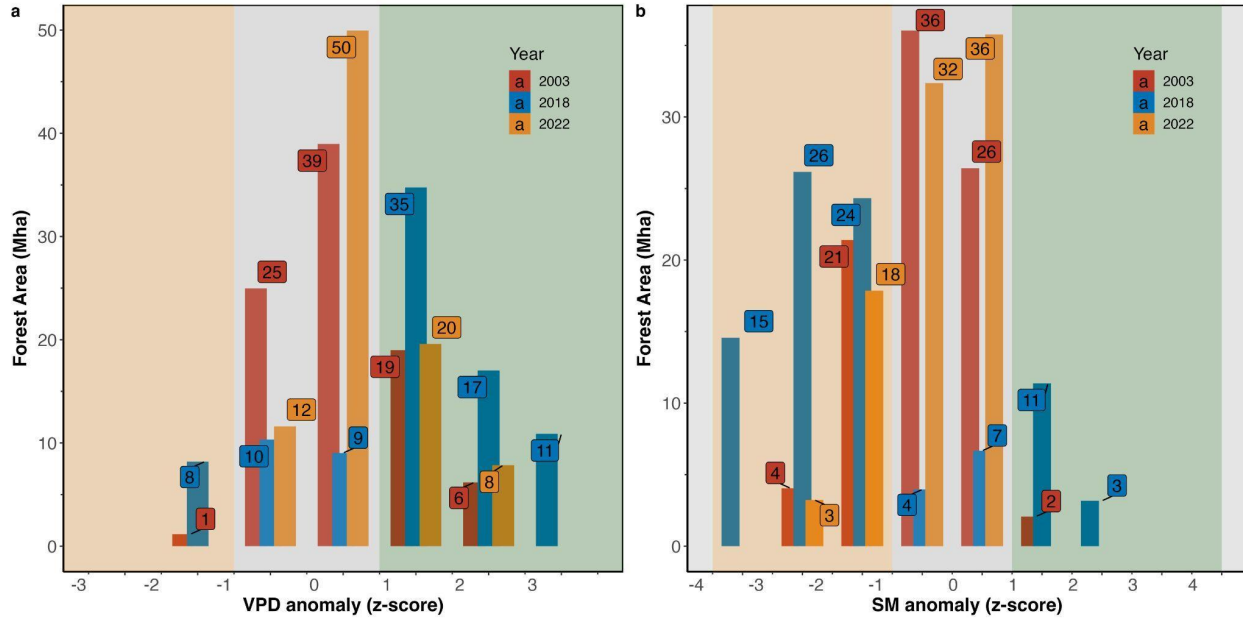 a
50
40
30
20
10
0
Forest Area (Mha)
Year
a 2003
a 2018
a 2022
50
39
25
12
10
9
8
1
35
19
20
17
6
8
11
-3 -2 -1 0 1 2 3
VPD anomaly (z-score)
b
30
20
10
0
Forest Area (Mha)
Year
a 2003
a 2018
a 2022
36
32
36
26
26
24
21
18
15
4
3
4
7
11
2
3
-4 -2 -1 0 1 2 3 4
SM anomaly (z-score)